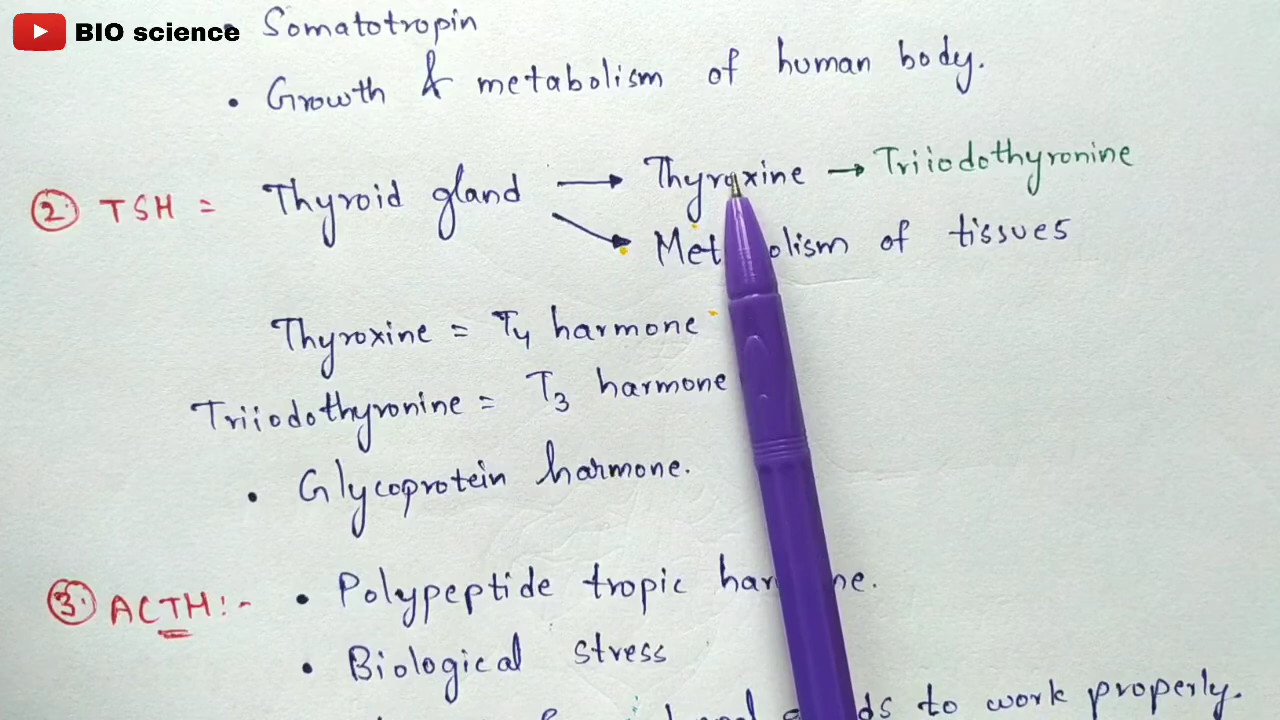 BIO science
• Somatotropin
• Growth & metabolism of human body.
2. TSH = Thyroid gland → Thyroxine → Triiodothyronine
→ Metabolism of tissues
Thyroxine = T4 harmone
Triiodothyronine = T3 harmone
• Glycoprotein harmone.
3. ACTH :- • Polypeptide tropic harmone.
• Biological stress
to work properly.